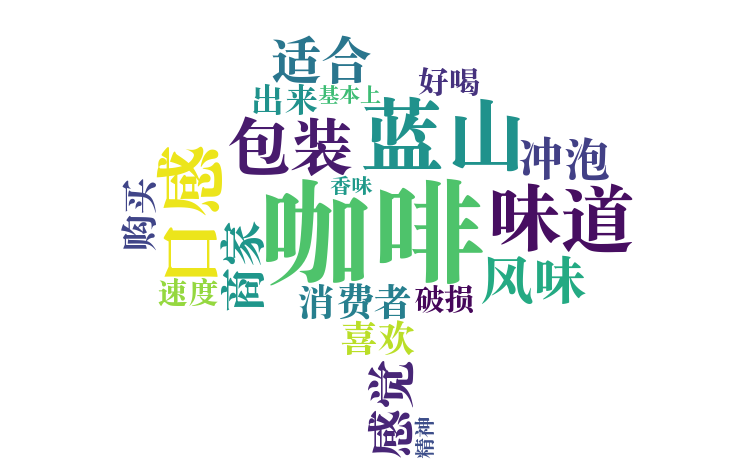 适合
好喝
出来
基本上
包装
蓝山
冲泡
口感
购买
香味
咖啡
味道
商家
风味
速度
消费者
破损
喜欢
感觉
精神